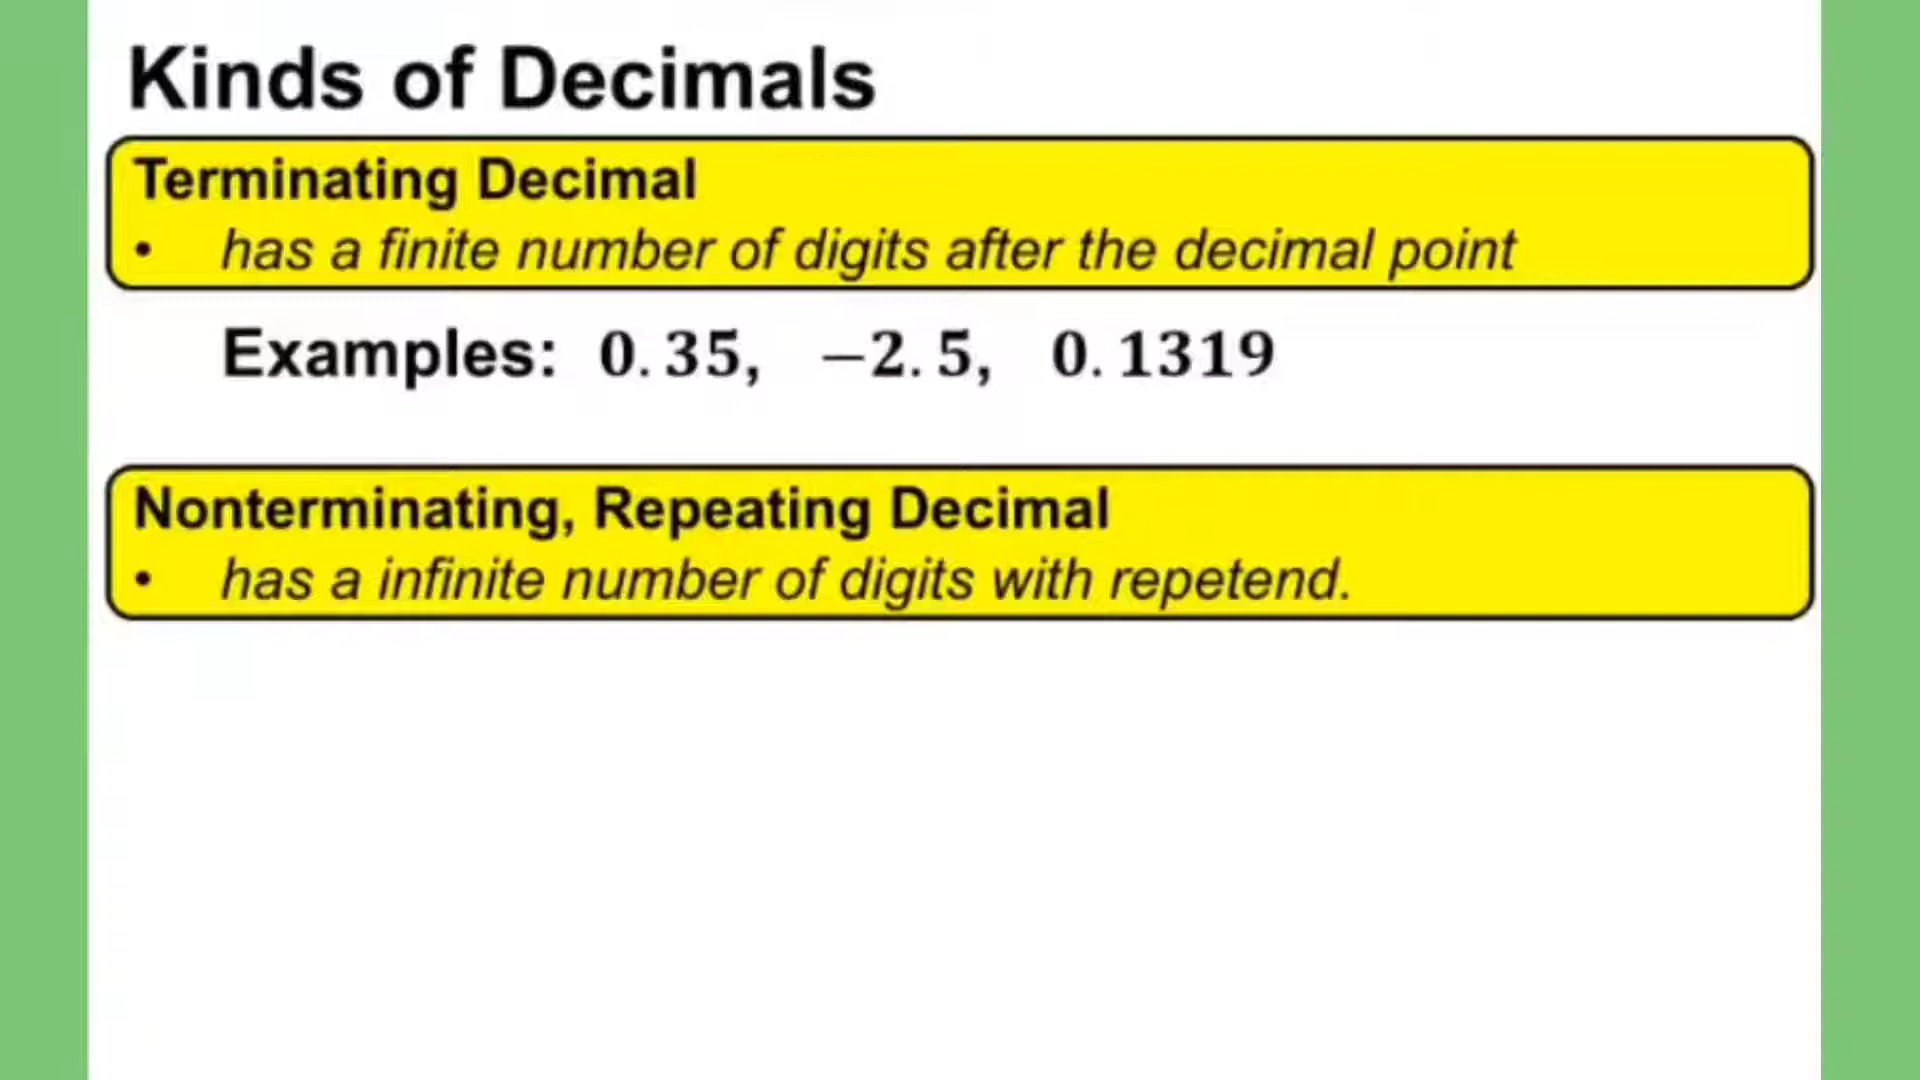 Kinds of Decimals
Terminating Decimal
• has a finite number of digits after the decimal point
Examples: 0.35, −2.5, 0.1319
Nonterminating, Repeating Decimal
• has a infinite number of digits with repetend.